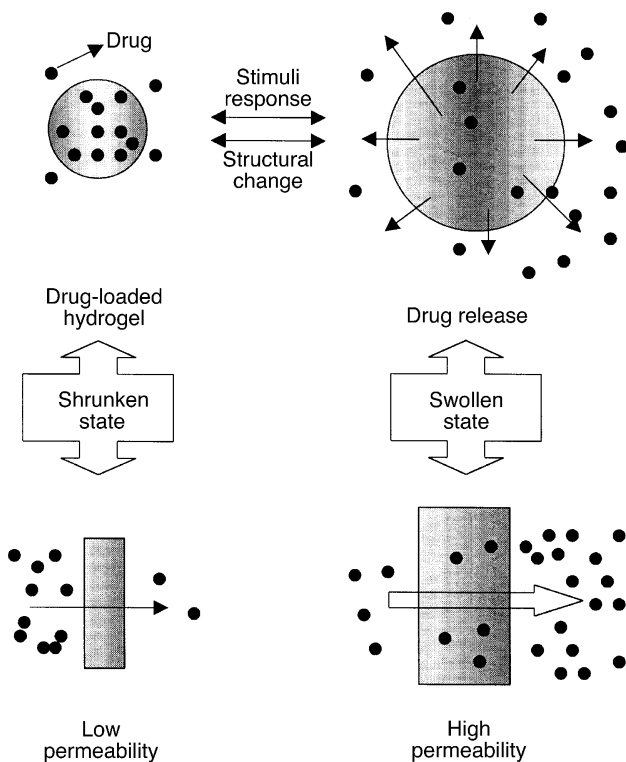 Drug
Stimuli
response
Structural
change
Drug-loaded
hydrogel
Drug release
Shrunken
state
Swollen
state
Low
permeability
High
permeability